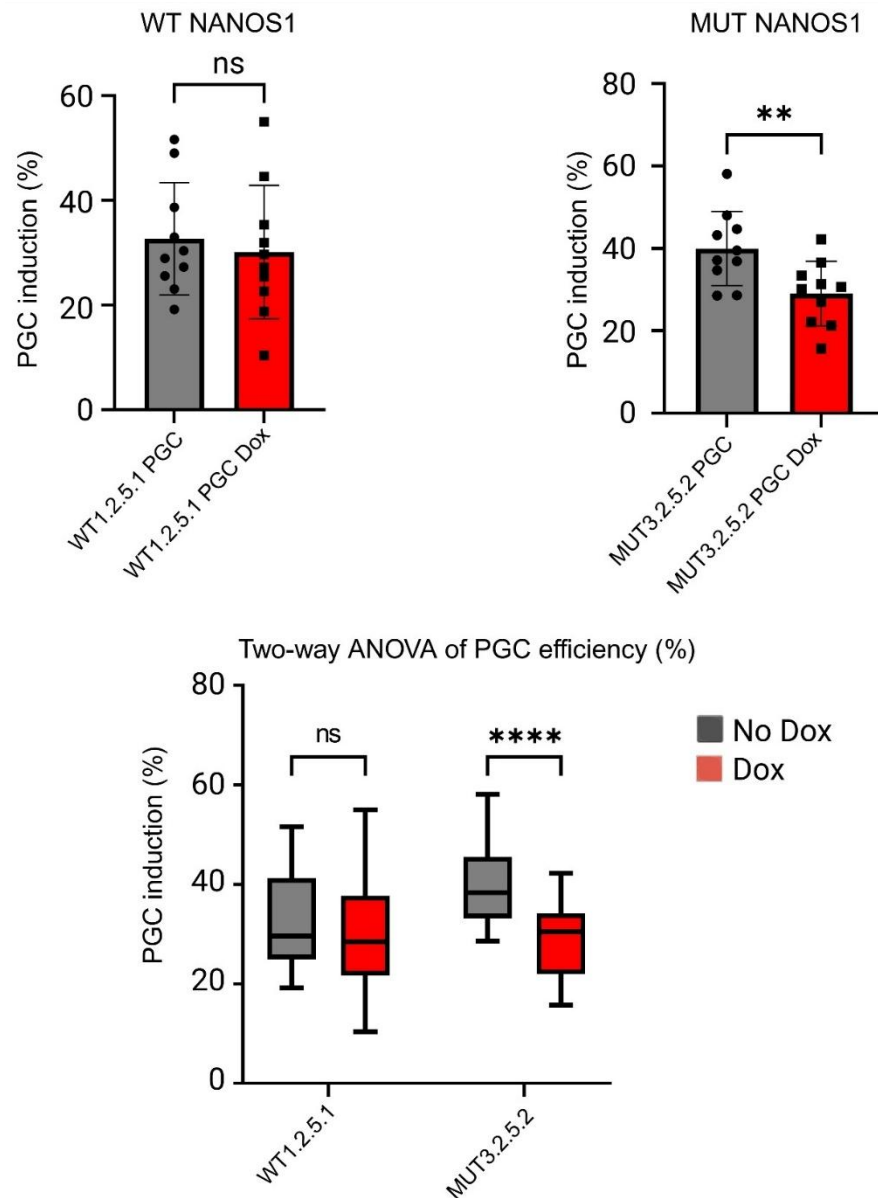 WT NANOS1
ns
PGC induction (%)
60
40
20
0
WT1.2.5.1 PGC
WT1.2.5.1 PGC Dox
MUT NANOS1
**
PGC induction (%)
80
60
40
20
0
MUT3.2.5.2 PGC
MUT3.2.5.2 PGC Dox
Two-way ANOVA of PGC efficiency (%)
PGC induction (%)
80
60
40
20
0
ns
****
WT1.2.5.1
MUT3.2.5.2
No Dox
Dox